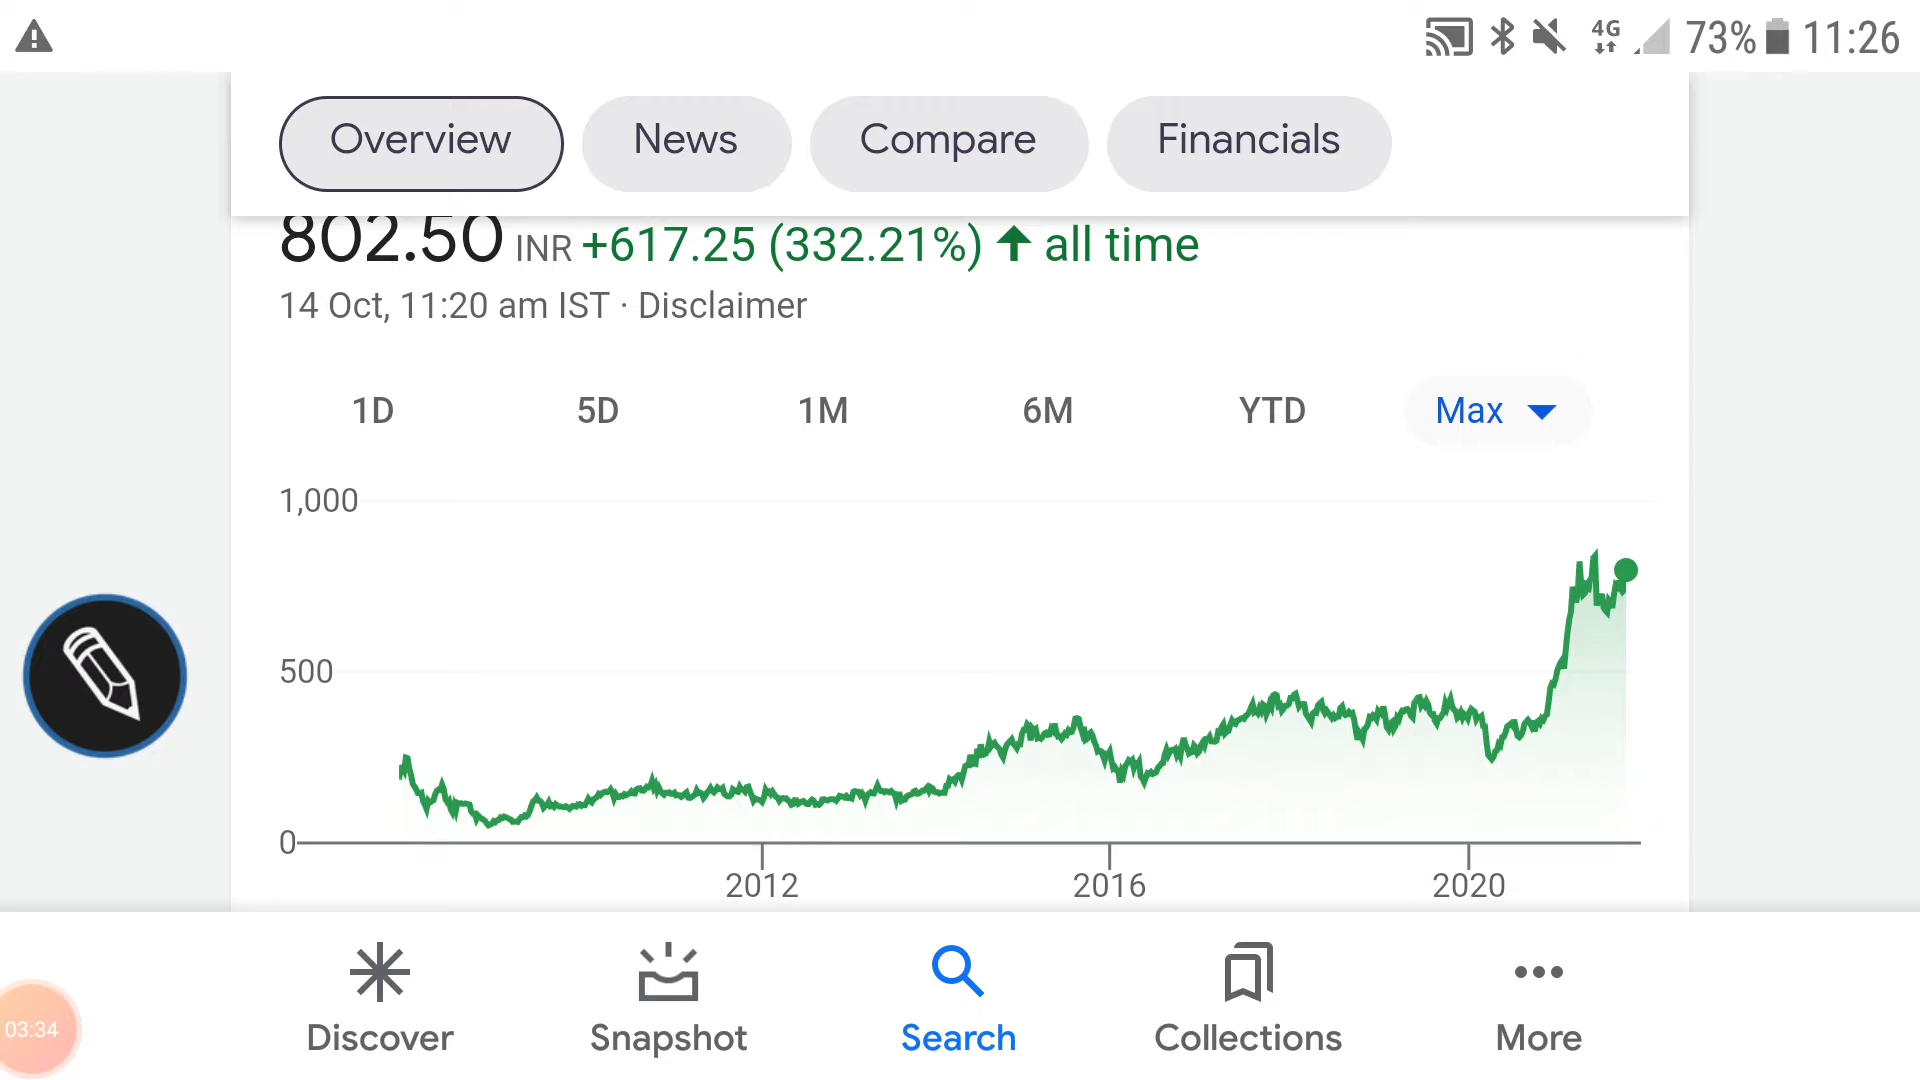 4G 73% 11:26
Overview News Compare Financials
802.50 INR +617.25 (332.21%) ↑ all time
14 Oct, 11:20 am IST · Disclaimer
1D 5D 1M 6M YTD Max
1,000
500
0
2012 2016 2020
03:34
Discover Snapshot Search Collections More